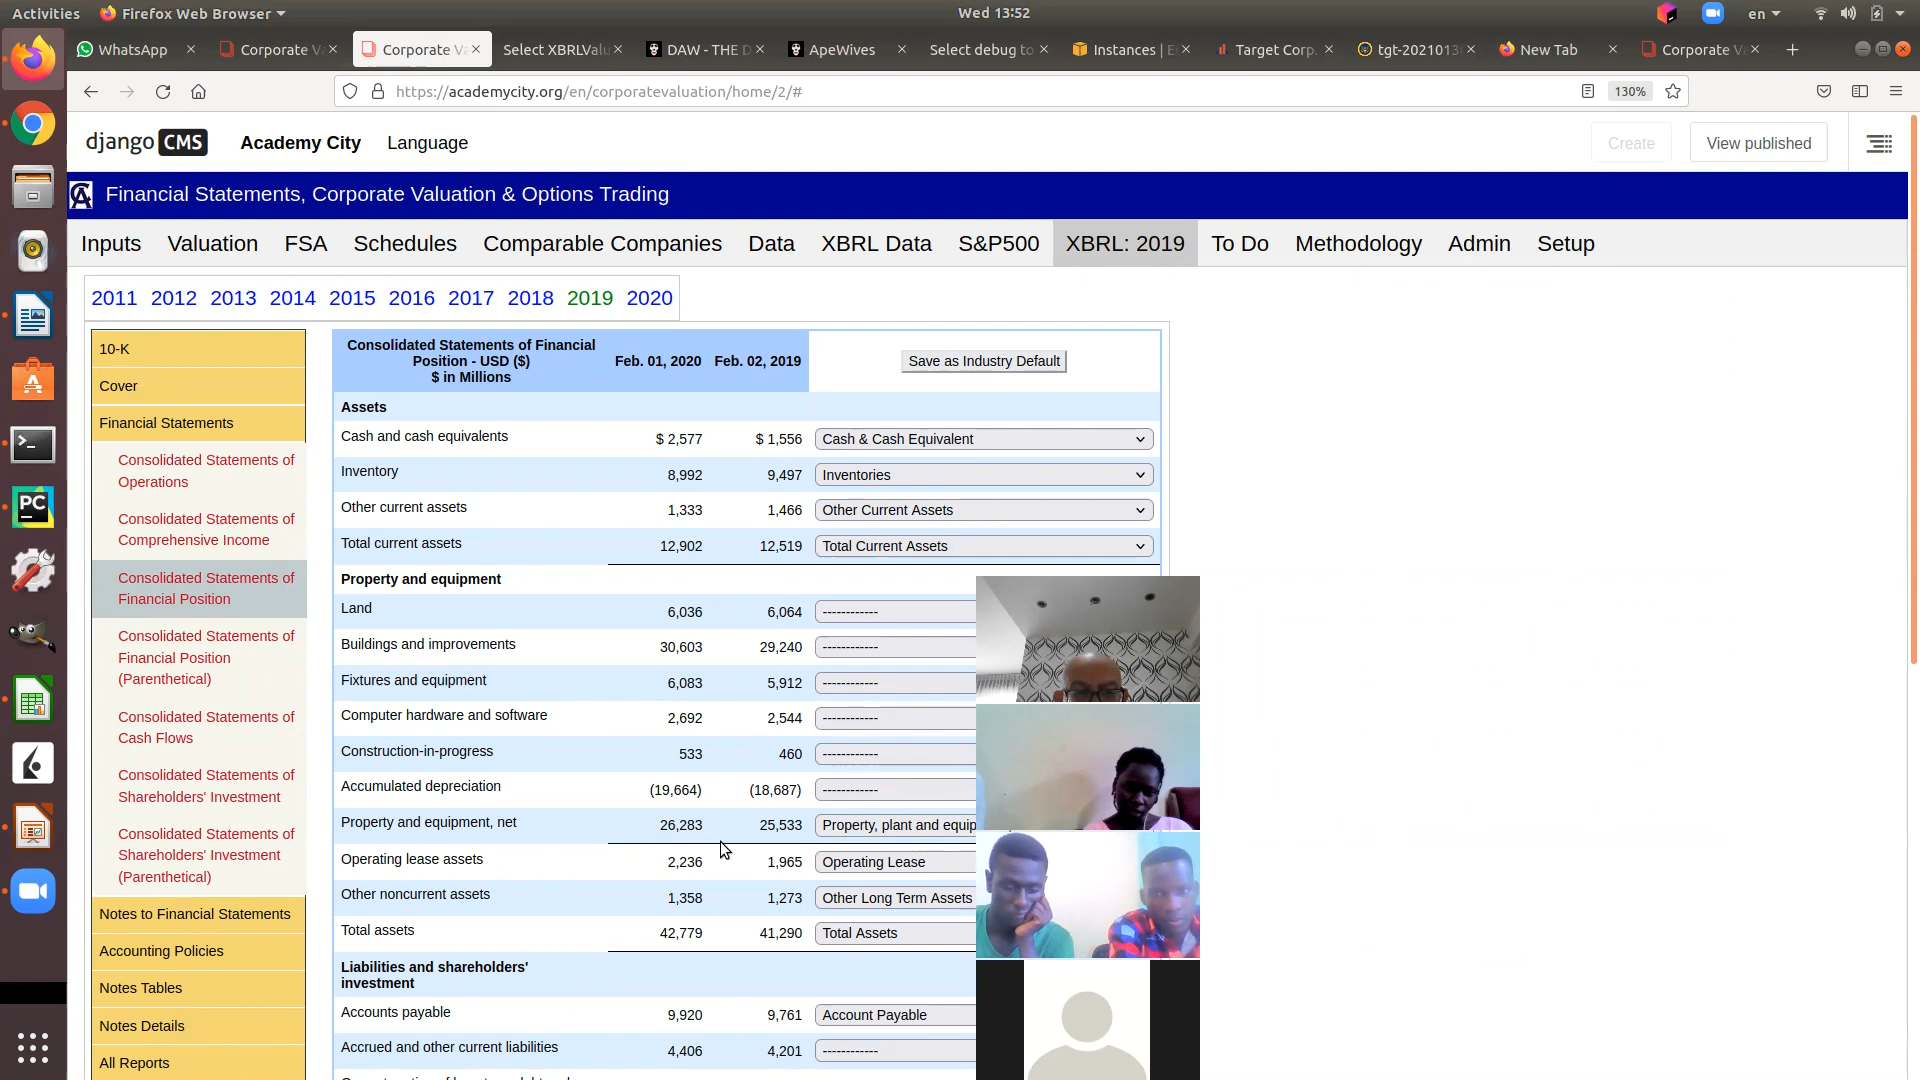 Activities Firefox Web Browser Wed 13:52 en
WhatsApp Corporate V Corporate Va Select XBRLVal DAW - THE D ApeWives Select debug to Instances | E Target Corp. tgt-2021013 New Tab Corporate Va
https://academycity.org/en/corporatevaluation/home/2/# 130%
django CMS Academy City Language Create View published
Financial Statements, Corporate Valuation & Options Trading
Inputs Valuation FSA Schedules Comparable Companies Data XBRL Data S&P500 XBRL: 2019 To Do Methodology Admin Setup
2011 2012 2013 2014 2015 2016 2017 2018 2019 2020
10-K
Cover
Financial Statements
Consolidated Statements of
Operations
Consolidated Statements of
Comprehensive Income
Consolidated Statements of
Financial Position
Consolidated Statements of
Financial Position
(Parenthetical)
Consolidated Statements of
Cash Flows
Consolidated Statements of
Shareholders' Investment
Consolidated Statements of
Shareholders' Investment
(Parenthetical)
Notes to Financial Statements
Accounting Policies
Notes Tables
Notes Details
All Reports
Consolidated Statements of Financial
Position - USD ($)
$ in Millions
Feb. 01, 2020 Feb. 02, 2019 Save as Industry Default
Assets
Cash and cash equivalents $ 2,577 $ 1,556 Cash & Cash Equivalent
Inventory 8,992 9,497 Inventories
Other current assets 1,333 1,466 Other Current Assets
Total current assets 12,902 12,519 Total Current Assets
Property and equipment
Land 6,036 6,064 ------------
Buildings and improvements 30,603 29,240 ------------
Fixtures and equipment 6,083 5,912 ------------
Computer hardware and software 2,692 2,544 ------------
Construction-in-progress 533 460 ------------
Accumulated depreciation (19,664) (18,687) ------------
Property and equipment, net 26,283 25,533 Property, plant and equip
Operating lease assets 2,236 1,965 Operating Lease
Other noncurrent assets 1,358 1,273 Other Long Term Assets
Total assets 42,779 41,290 Total Assets
Liabilities and shareholders'
investment
Accounts payable 9,920 9,761 Account Payable
Accrued and other current liabilities 4,406 4,201 ------------